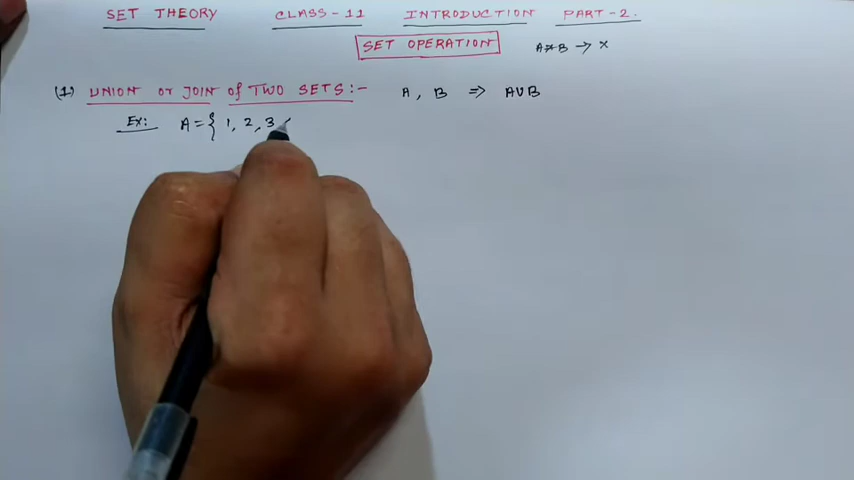 SET THEORY CLASS-11 INTRODUCTION PART-2.
SET OPERATION A*B → X
(1) UNION or JOIN of TWO SETS:- A, B ⇒ A∪B
Ex: A = { 1, 2, 3